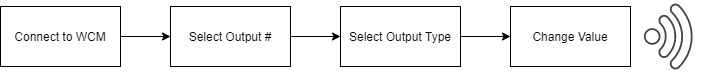 Connect to WCM
Select Output #
Select Output Type
Change Value